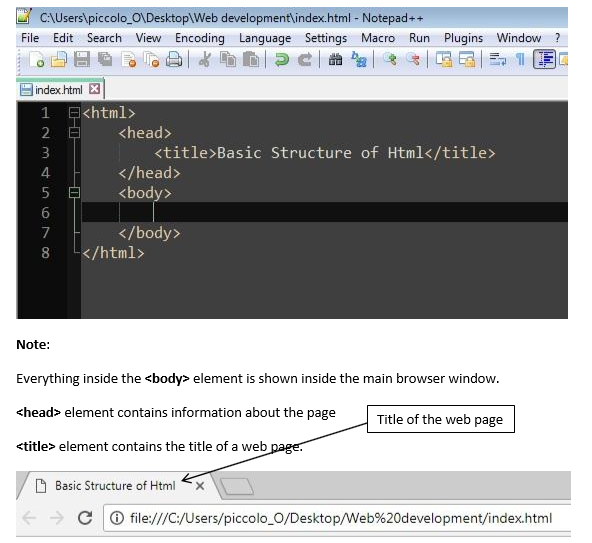 C:\Users\piccolo_O\Desktop\Web development\index.html - Notepad++
File Edit Search View Encoding Language Settings Macro Run Plugins Window ?
index.html
1 <html>
2 <head>
3 <title>Basic Structure of Html</title>
4 </head>
5 <body>
6
7 </body>
8 </html>
Note:
Everything inside the <body> element is shown inside the main browser window.
<head> element contains information about the page
Title of the web page
<title> element contains the title of a web page.
Basic Structure of Html
file:///C:/Users/piccolo_O/Desktop/Web%20development/index.html